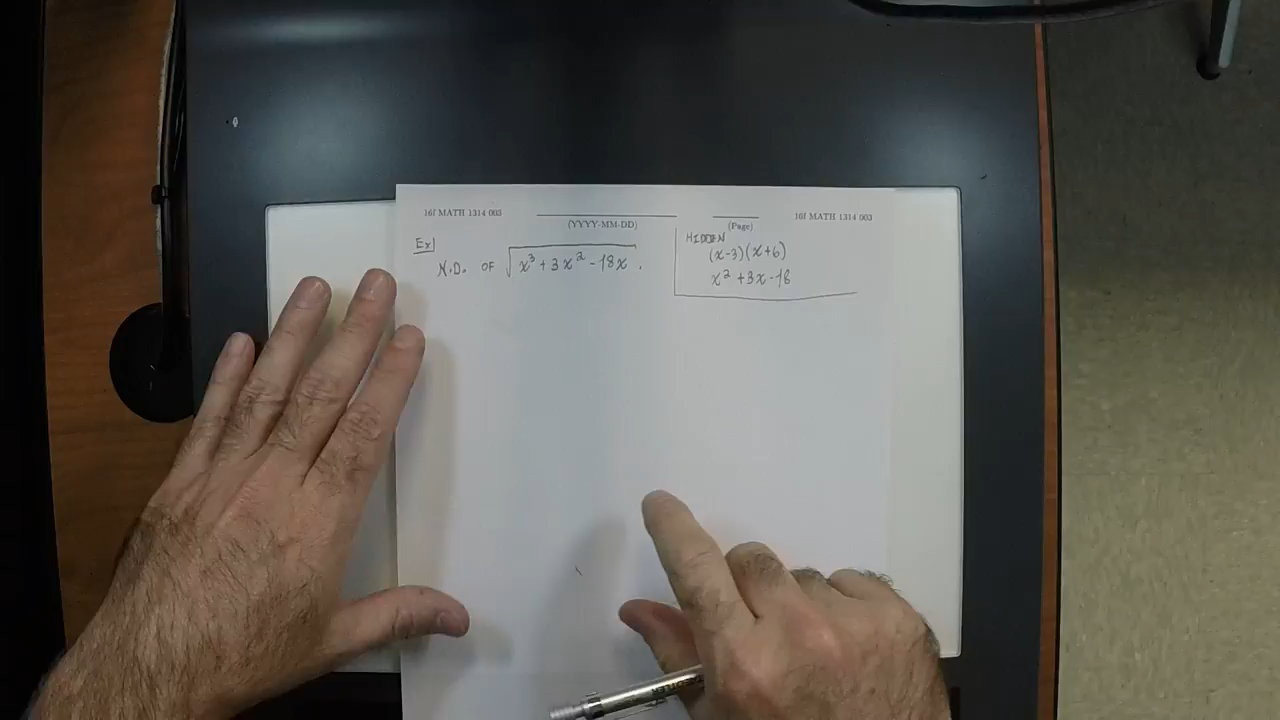 16f MATH 1314 003
(YYYY-MM-DD)
(Page)
16f MATH 1314 003
Ex
N.D. OF √(x³ + 3x² - 18x) .
HIDDEN
(x-3)(x+6)
x² + 3x - 18